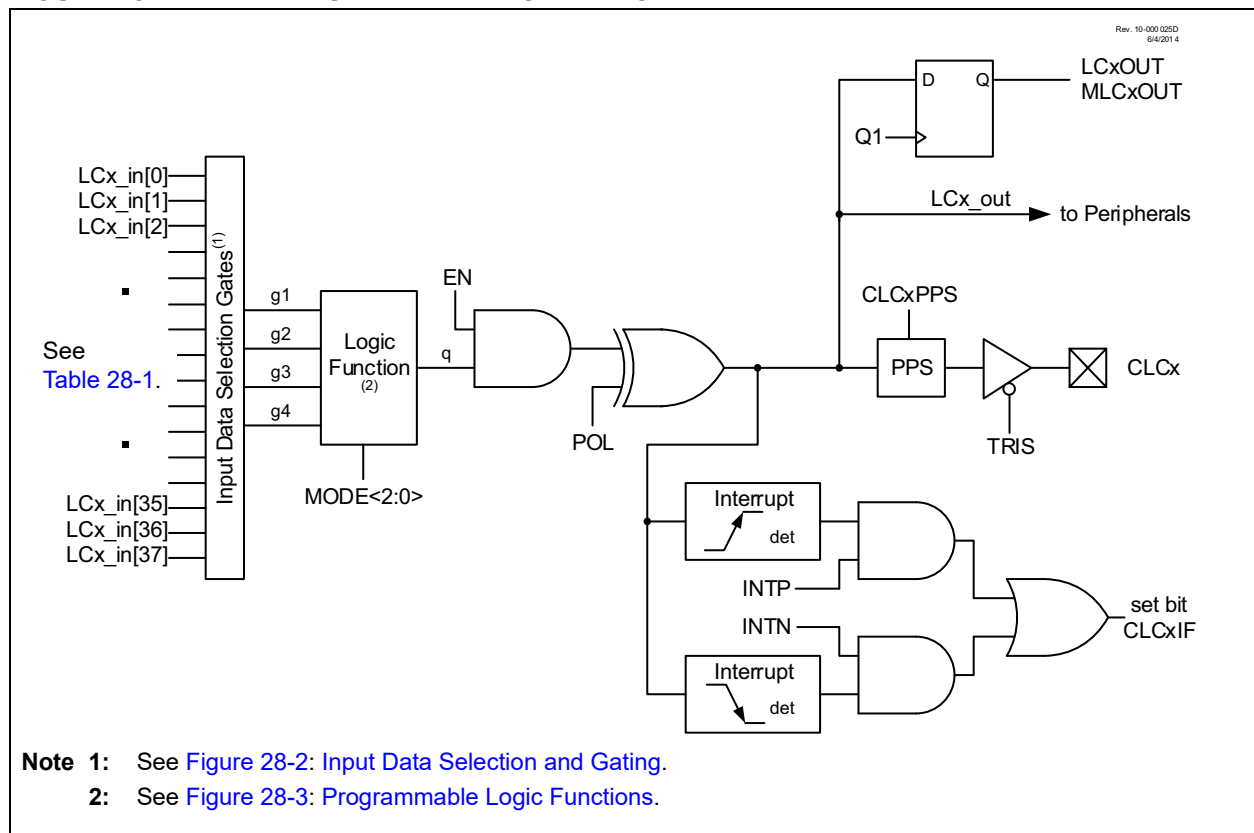 Rev. 10-000 025D
6/4/201 4
LCxOUT
MLCxOUT
D
Q
Q1
LCx_in[0]
LCx_in[1]
LCx_in[2]
LCx_out
to Peripherals
Input Data Selection Gates(1)
EN
CLCxPPS
g1
g2
g3
g4
See
Table 28-1.
Logic
Function
(2)
q
PPS
CLCx
POL
TRIS
MODE<2:0>
LCx_in[35]
LCx_in[36]
LCx_in[37]
Interrupt
det
INTP
INTN
set bit
CLCxIF
Interrupt
det
Note 1: See Figure 28-2: Input Data Selection and Gating.
2: See Figure 28-3: Programmable Logic Functions.